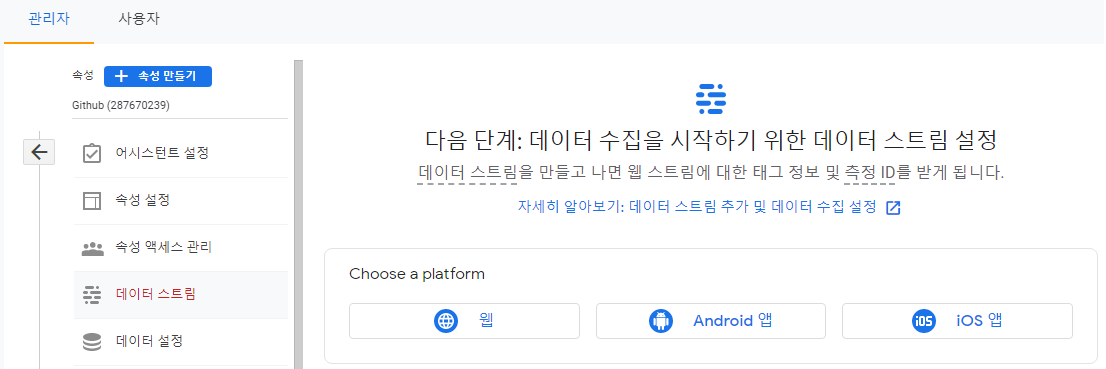 관리자
사용자
속성
속성 만들기
Github (287670239)
어시스턴트 설정
속성 설정
속성 액세스 관리
데이터 스트림
데이터 설정
다음 단계: 데이터 수집을 시작하기 위한 데이터 스트림 설정
데이터 스트림을 만들고 나면 웹 스트림에 대한 태그 정보 및 측정 ID를 받게 됩니다.
자세히 알아보기: 데이터 스트림 추가 및 데이터 수집 설정
Choose a platform
웹
Android 앱
iOS iOS 앱